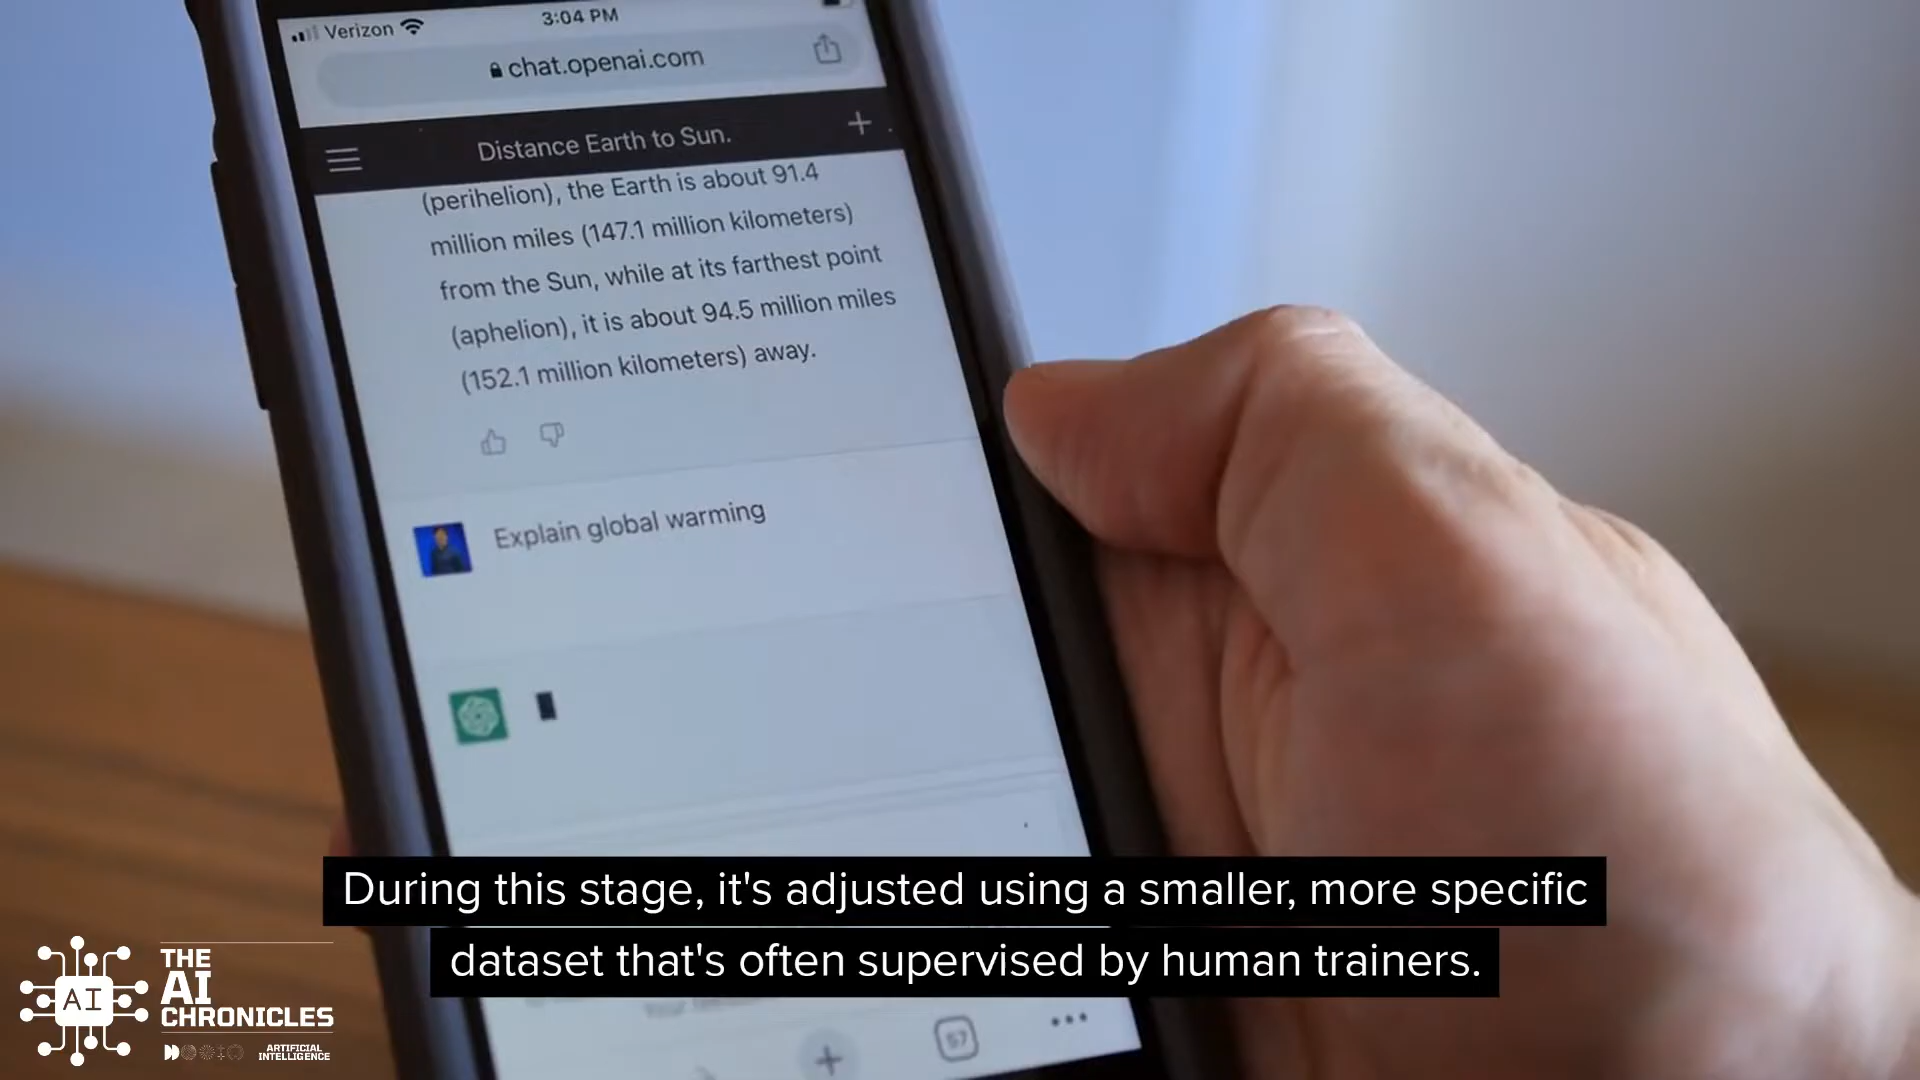 Verizon
3:04 PM
chat.openai.com
Distance Earth to Sun.
(perihelion), the Earth is about 91.4
million miles (147.1 million kilometers)
from the Sun, while at its farthest point
(aphelion), it is about 94.5 million miles
(152.1 million kilometers) away.
Explain global warming
During this stage, it's adjusted using a smaller, more specific
dataset that's often supervised by human trainers.
57
AI
THE
AI
CHRONICLES
ARTIFICIAL
INTELLIGENCE